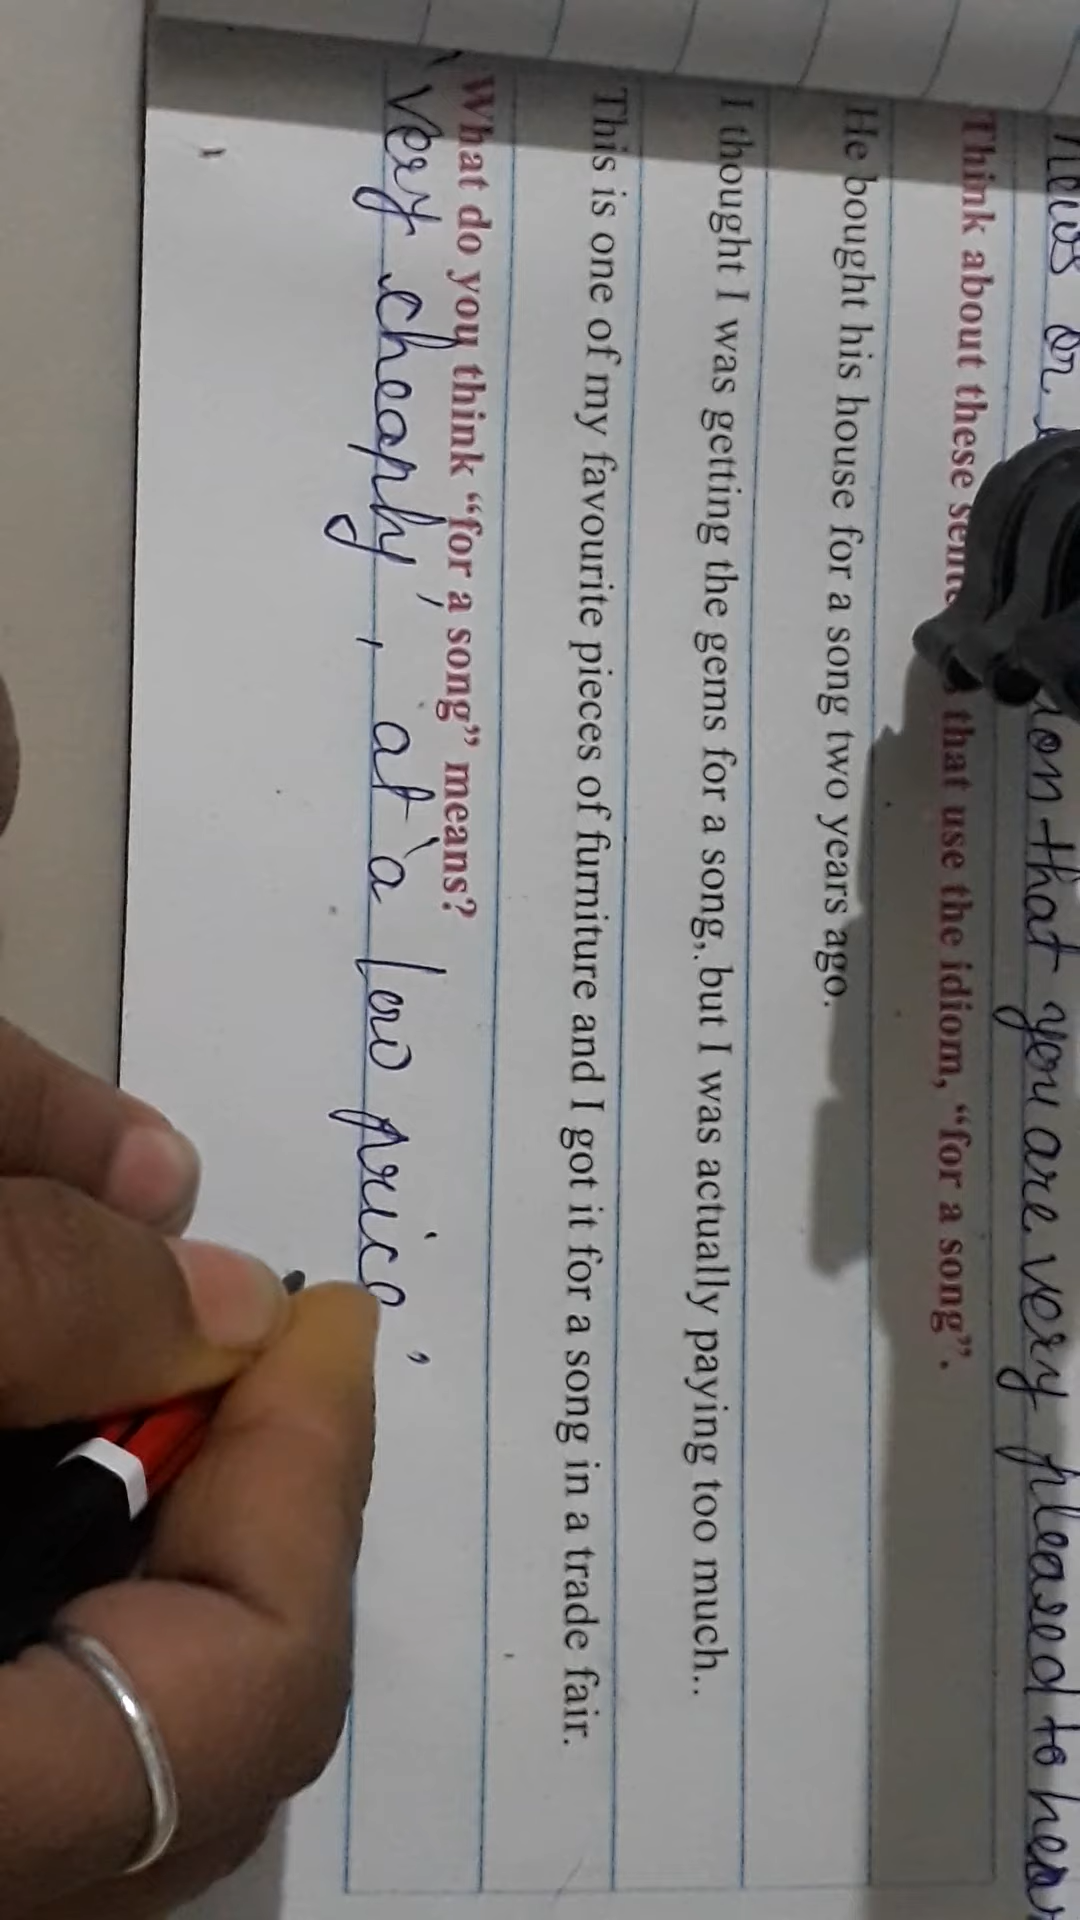 news or ion that you are very pleased to hear
Think about these that use the idiom, “for a song”.
He bought his house for a song two years ago.
I thought I was getting the gems for a song, but I was actually paying too much..
This is one of my favourite pieces of furniture and I got it for a song in a trade fair.
What do you think “for a song” means?
‘very cheaply’, at ‘a low price’